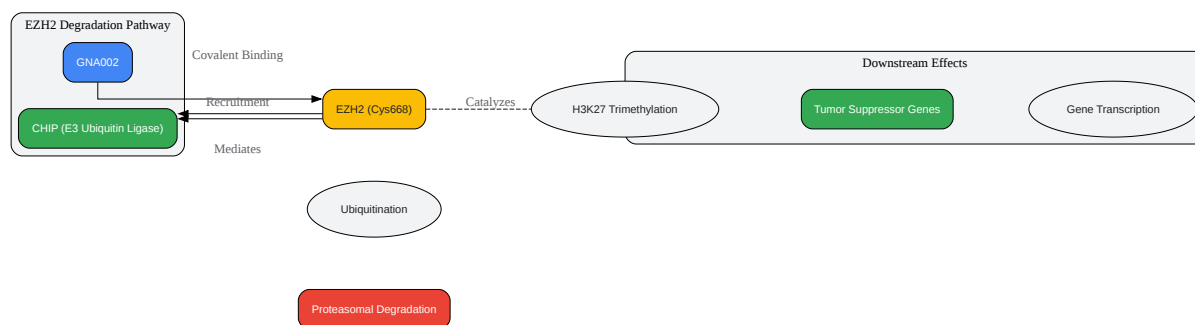 EZH2 Degradation Pathway
GNA002
Covalent Binding
Downstream Effects
Recruitment
EZH2 (Cys668)
Catalyzes
H3K27 Trimethylation
Tumor Suppressor Genes
Gene Transcription
CHIP (E3 Ubiquitin Ligase)
Mediates
Ubiquitination
Proteasomal Degradation